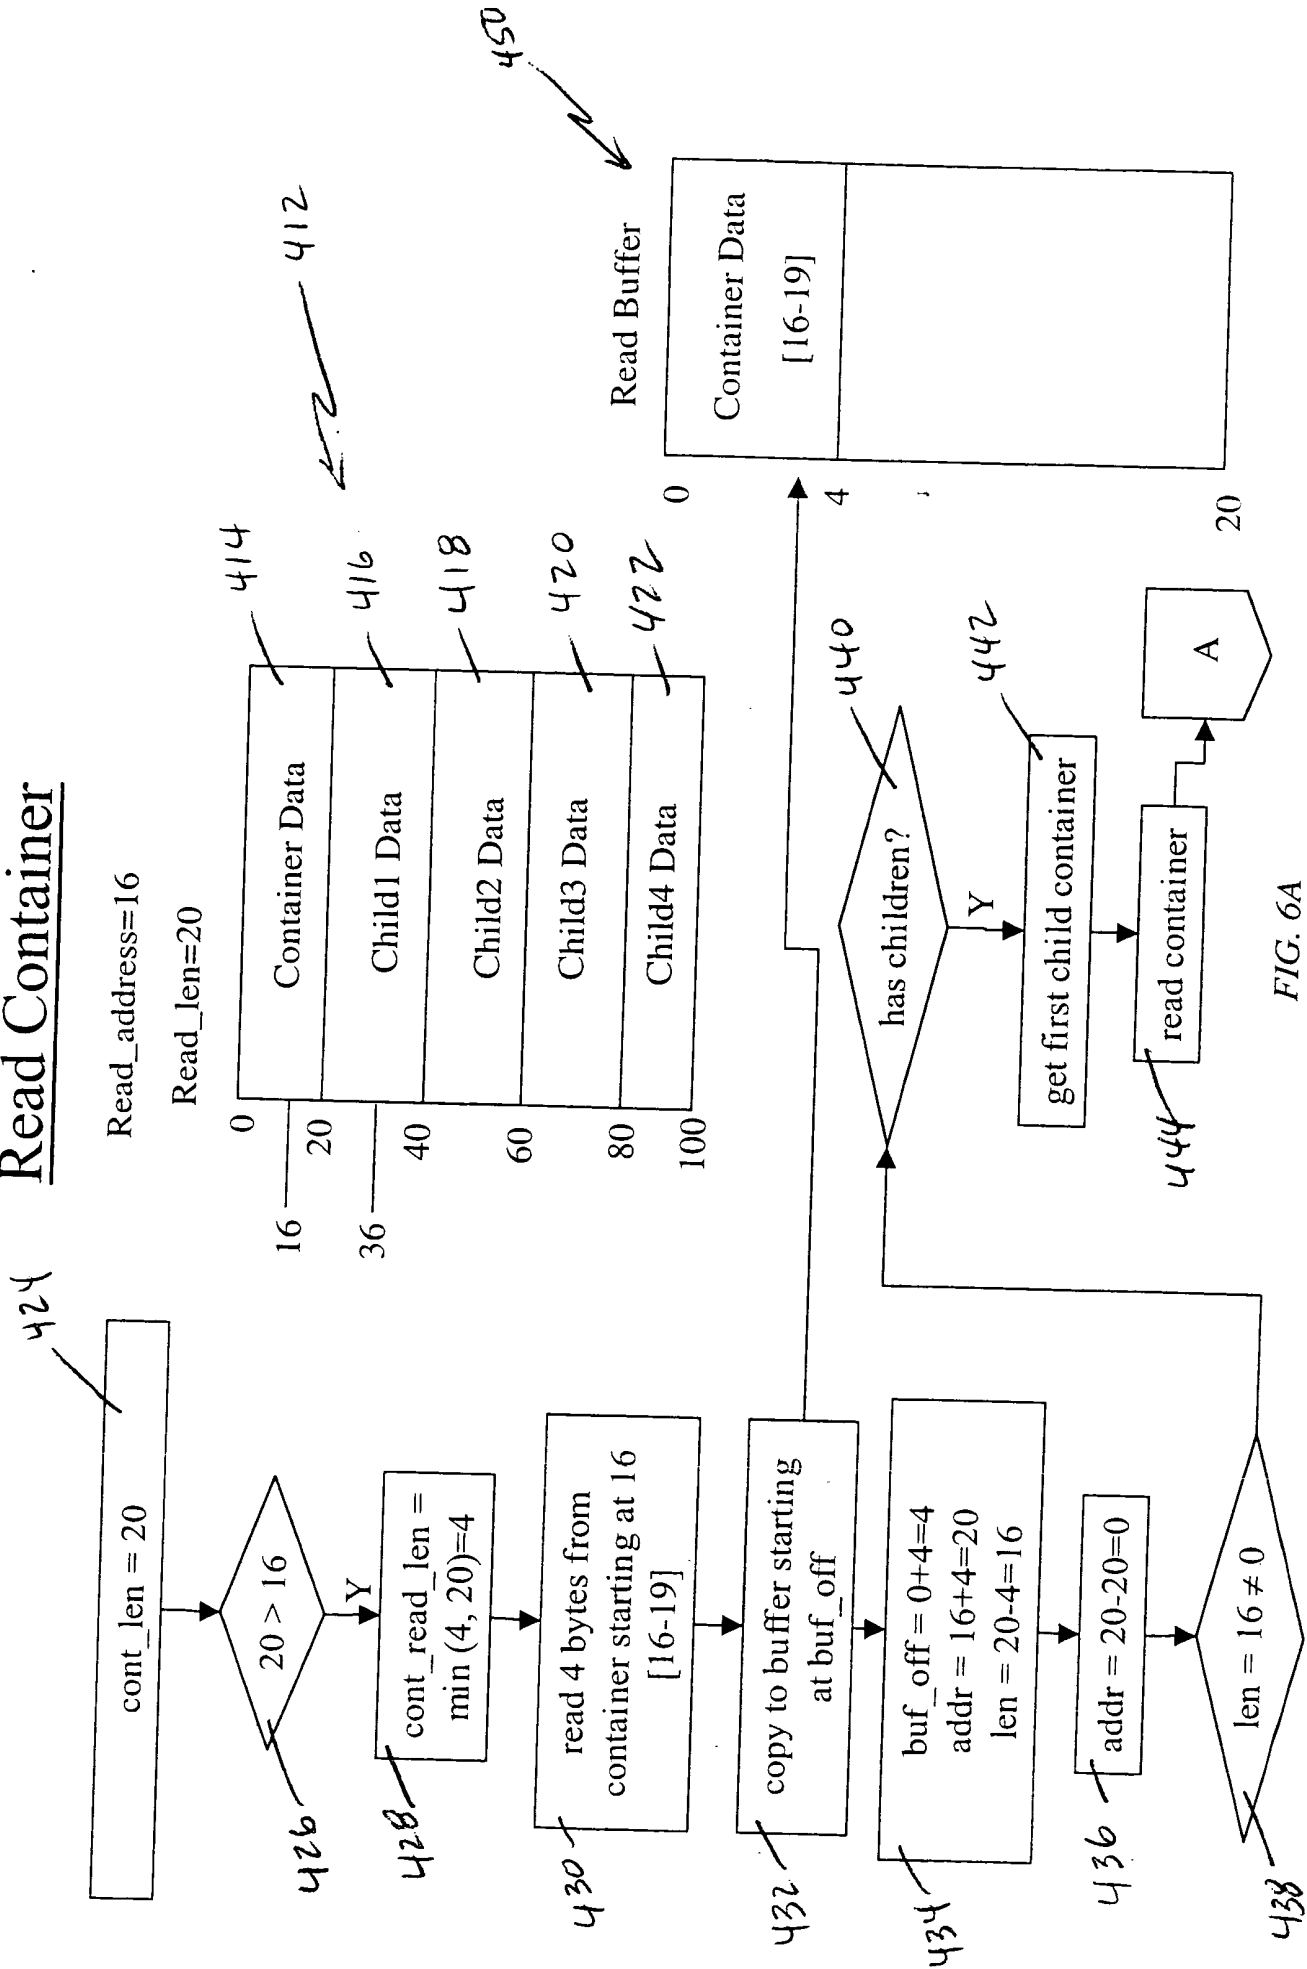 Read Container
424
Read_address=16
Read_len=20
cont_len = 20
426
20 > 16
Y
428
cont_read_len =
min (4, 20)=4
430
read 4 bytes from
container starting at 16
[16-19]
432
copy to buffer starting
at buf_off
434
buf_off = 0+4=4
addr = 16+4=20
len = 20-4=16
436
addr = 20-20=0
438
len = 16 ≠ 0
412
0
16
20
36
40
60
80
100
Container Data
Child1 Data
Child2 Data
Child3 Data
Child4 Data
414
416
418
420
422
450
Read Buffer
0
Container Data
[16-19]
4
20
440
has children?
Y
442
get first child container
444
read container
A
FIG. 6A